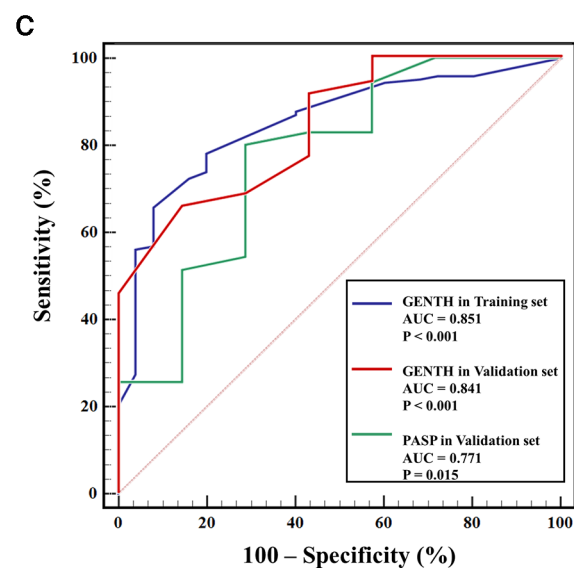 C
Sensitivity (%)
100
80
60
40
20
0
GENTH in Training set
AUC = 0.851
P < 0.001
GENTH in Validation set
AUC = 0.841
P < 0.001
PASP in Validation set
AUC = 0.771
P = 0.015
0 20 40 60 80 100
100 – Specificity (%)